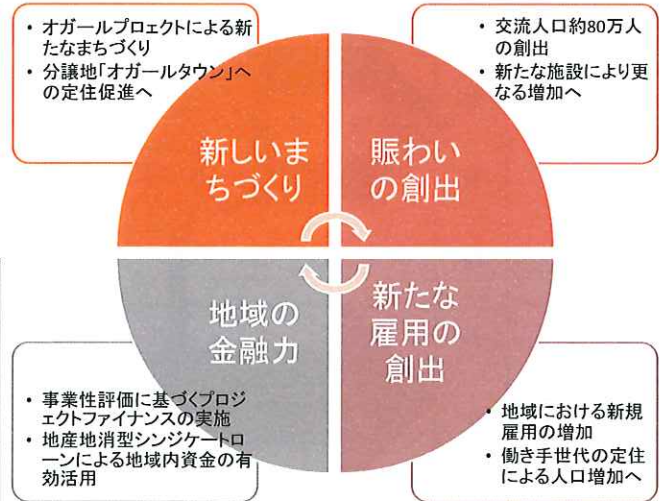 • オガールプロジェクトによる新
たなまちづくり
• 分譲地「オガールタウン」へ
の定住促進へ
• 交流人口約80万人
の創出
• 新たな施設により更
なる増加へ
新しいま
ちづくり
賑わい
の創出
地域の
金融力
新たな
雇用の
創出
• 事業性評価に基づくプロジ
ェクトファイナンスの実施
• 地産地消型シンジケートロ
ーンによる地域内資金の有
効活用
• 地域における新規
雇用の増加
• 働き手世代の定住
による人口増加へ